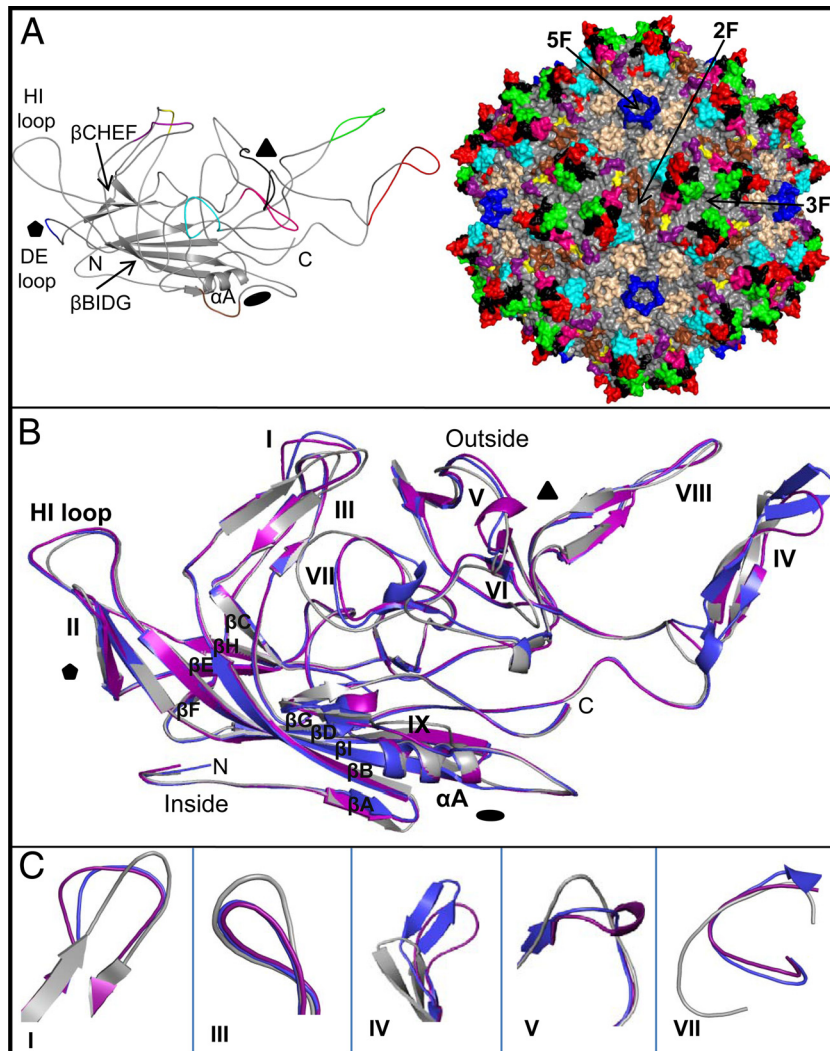 A
HI
loop
βCHEF
DE
loop
N
βBIDG
αA
C
5F
2F
3F
B
Outside
I
HI loop
III
V
VIII
VII
VI
IV
II
βC
βH
βE
βF
βG
βD
βI
βB
βA
IX
αA
C
N
Inside
C
I
III
IV
V
VII